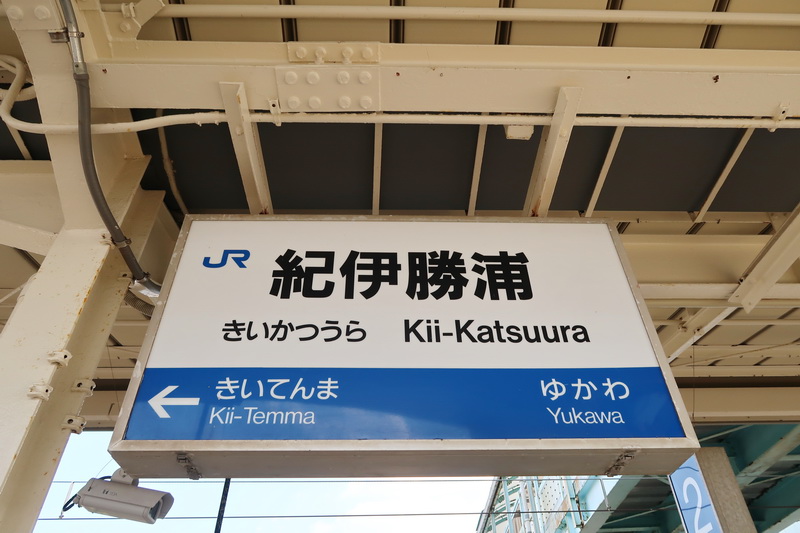 JR 紀伊勝浦
きいかつうら Kii-Katsuura
← きいてんま ゆかわ
Kii-Temma Yukawa
2